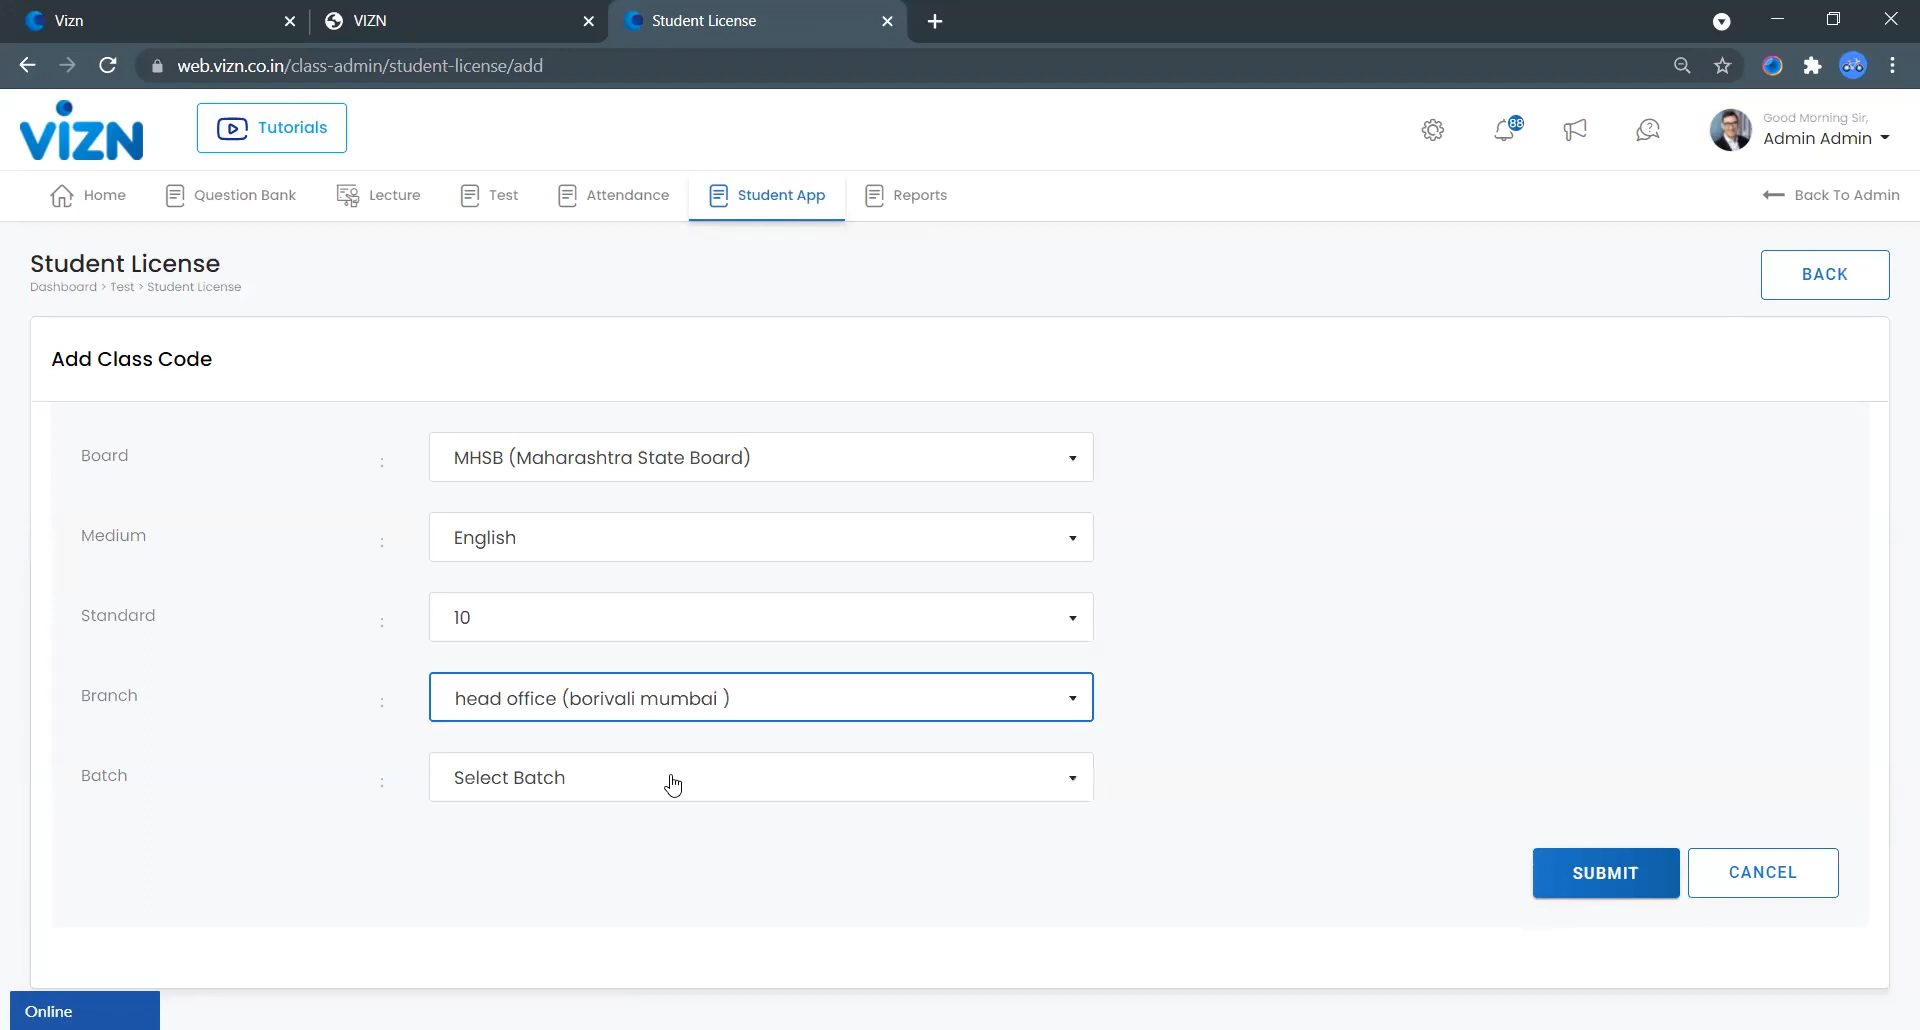 Vizn
VIZN
Student License
web.vizn.co.in/class-admin/student-license/add
VIZN
Tutorials
88
Good Morning Sir,
Admin Admin
Home
Question Bank
Lecture
Test
Attendance
Student App
Reports
Back To Admin
Student License
Dashboard > Test > Student License
BACK
Add Class Code
Board : MHSB (Maharashtra State Board)
Medium : English
Standard : 10
Branch : head office (borivali mumbai )
Batch : Select Batch
SUBMIT
CANCEL
Online